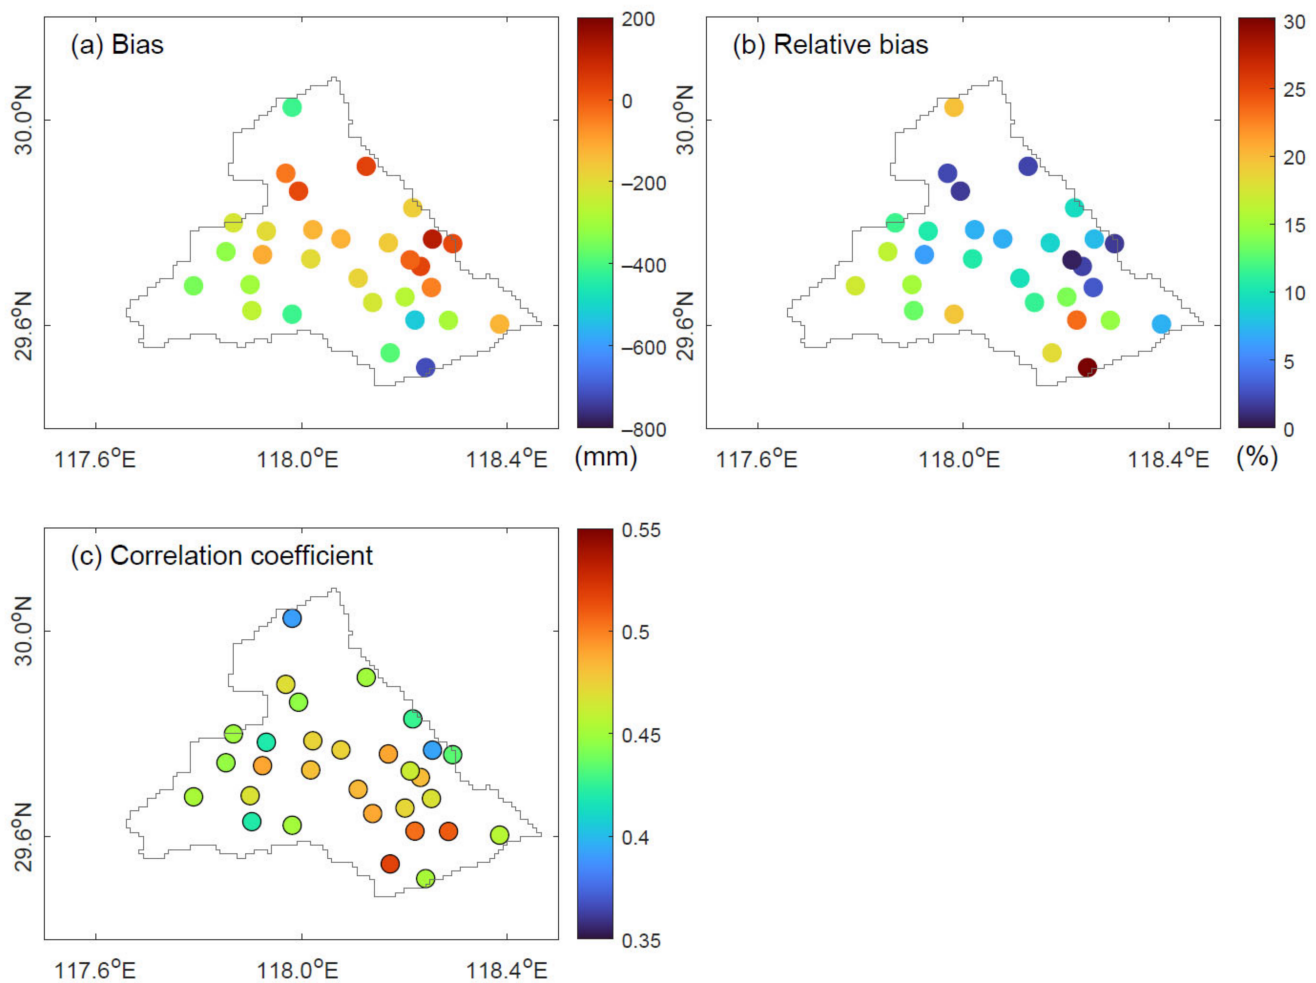 (a) Bias
30.0°N
29.6°N
117.6°E
118.0°E
118.4°E
200
0
−200
−400
−600
−800
(mm)
(b) Relative bias
30.0°N
29.6°N
117.6°E
118.0°E
118.4°E
30
25
20
15
10
5
0
(%)
(c) Correlation coefficient
30.0°N
29.6°N
117.6°E
118.0°E
118.4°E
0.55
0.5
0.45
0.4
0.35